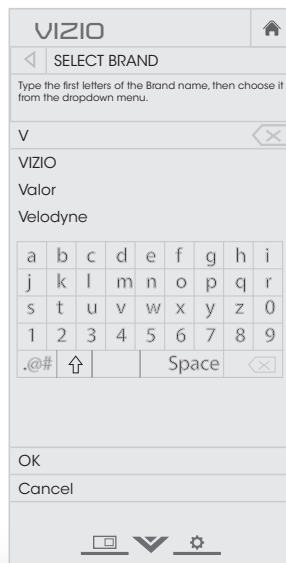 VIZIO
SELECT BRAND
Type the first letters of the Brand name, then choose it
from the dropdown menu.
V
VIZIO
Valor
Velodyne
a b c d e f g h i
j k l m n o p q r
s t u v w x y z 0
1 2 3 4 5 6 7 8 9
.@# Space
OK
Cancel